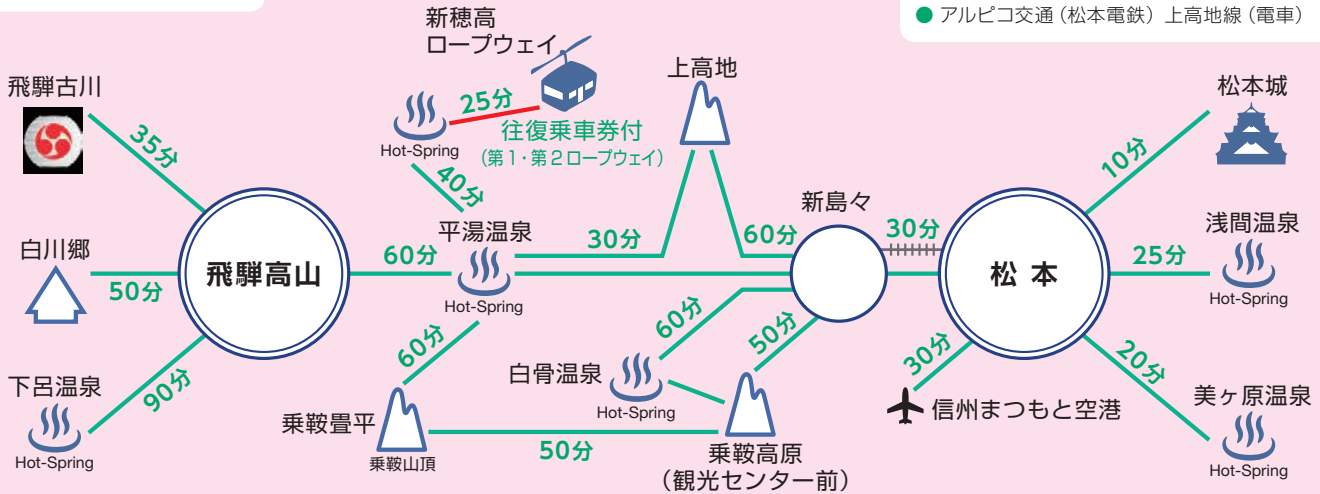 ● アルピコ交通（松本電鉄）上高地線（電車）
新穂高
ロープウェイ
上高地
飛騨古川
松本城
25分
Hot-Spring
往復乗車券付
（第1・第2ロープウェイ）
35分
40分
10分
新島々
平湯温泉
30分
60分
30分
浅間温泉
白川郷
50分
飛騨高山
60分
Hot-Spring
松本
25分
Hot-Spring
60分
60分
50分
30分
20分
下呂温泉
90分
Hot-Spring
白骨温泉
Hot-Spring
信州まつもと空港
美ヶ原温泉
Hot-Spring
乗鞍畳平
乗鞍山頂
50分
乗鞍高原
（観光センター前）